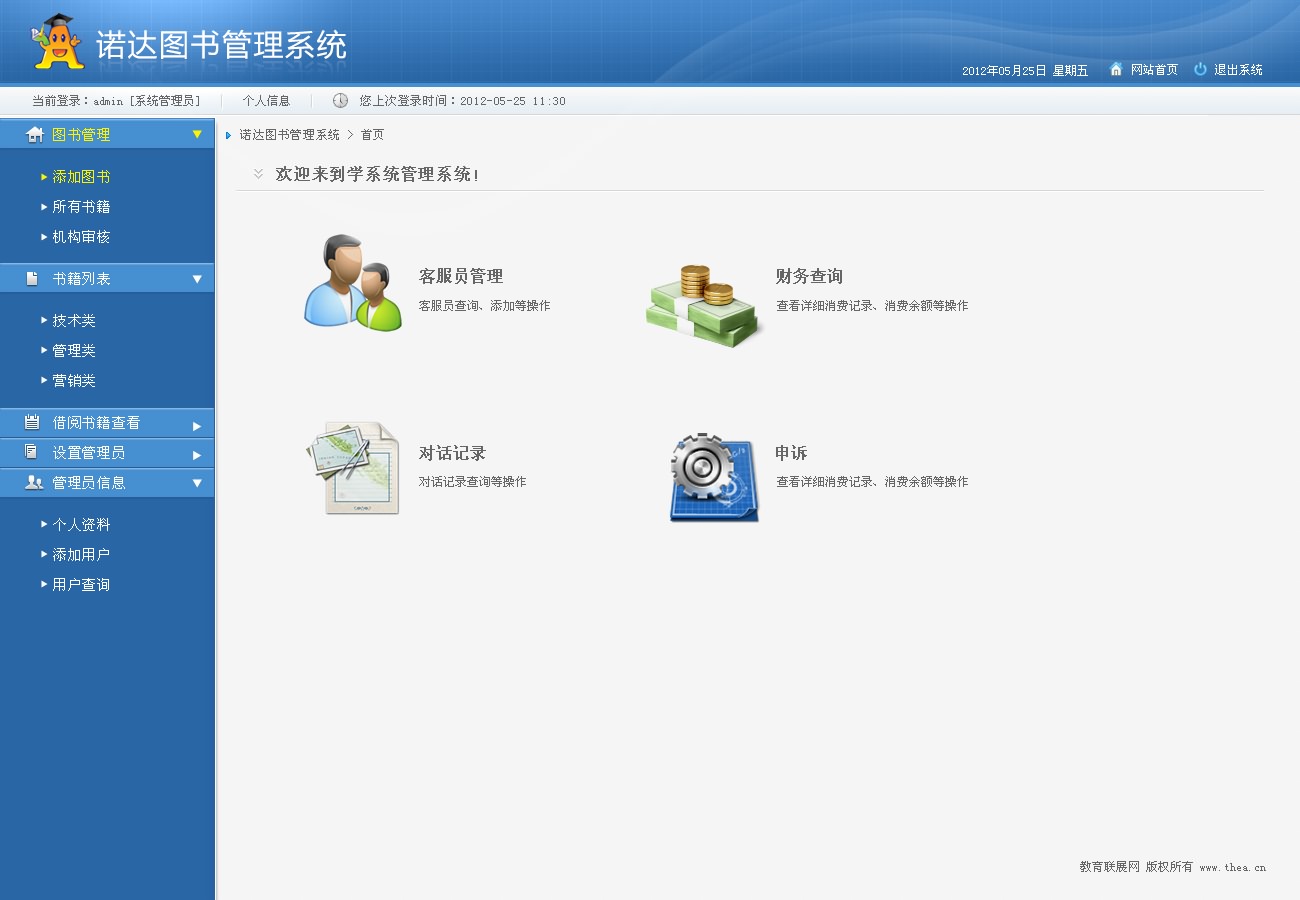 诺达图书管理系统
2012年05月25日 星期五 网站首页 退出系统
当前登录：admin [系统管理员] 个人信息 您上次登录时间：2012-05-25 11:30
图书管理
添加图书
所有书籍
机构审核
书籍列表
技术类
管理类
营销类
借阅书籍查看
设置管理员
管理员信息
个人资料
添加用户
用户查询
诺达图书管理系统 > 首页
欢迎来到学系统管理系统!
客服员管理
客服员查询、添加等操作
财务查询
查看详细消费记录、消费余额等操作
对话记录
对话记录查询等操作
申诉
查看详细消费记录、消费余额等操作
教育联展网 版权所有 www.thea.cn